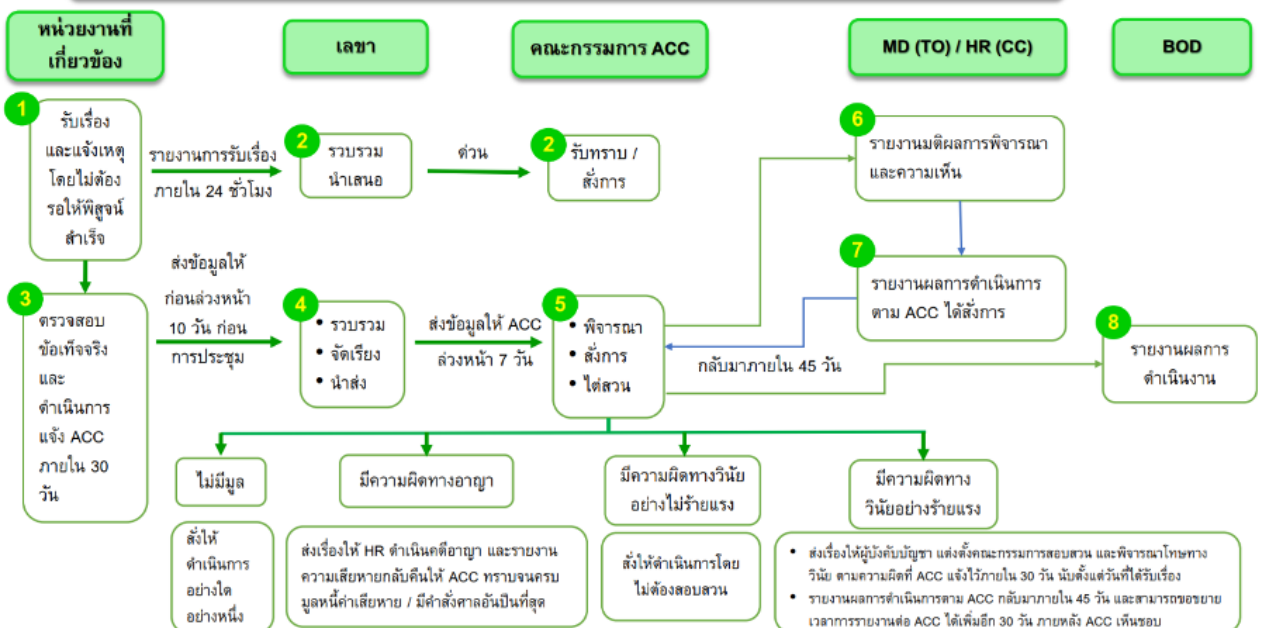 หน่วยงานที่
เกี่ยวข้อง
เลขา
คณะกรรมการ ACC
MD (TO) / HR (CC)
BOD
1
รับเรื่อง
และแจ้งเหตุ
โดยไม่ต้อง
รอให้พิสูจน์
สำเร็จ
รายงานการรับเรื่อง
ภายใน 24 ชั่วโมง
2
รวบรวม
นำเสนอ
ด่วน
2
รับทราบ /
สั่งการ
6
รายงานมติผลการพิจารณา
และความเห็น
3
ตรวจสอบ
ข้อเท็จจริง
และ
ดำเนินการ
แจ้ง ACC
ภายใน 30
วัน
ส่งข้อมูลให้
ก่อนล่วงหน้า
10 วัน ก่อน
การประชุม
4
• รวบรวม
• จัดเรียง
• นำส่ง
ส่งข้อมูลให้ ACC
ล่วงหน้า 7 วัน
5
• พิจารณา
• สั่งการ
• ไต่สวน
7
รายงานผลการดำเนินการ
ตาม ACC ได้สั่งการ
กลับมาภายใน 45 วัน
8
รายงานผลการ
ดำเนินงาน
ไม่มีมูล
มีความผิดทางอาญา
มีความผิดทางวินัย
อย่างไม่ร้ายแรง
มีความผิดทาง
วินัยอย่างร้ายแรง
สั่งให้
ดำเนินการ
อย่างใด
อย่างหนึ่ง
ส่งเรื่องให้ HR ดำเนินคดีอาญา และรายงาน
ความเสียหายกลับคืนให้ ACC ทราบจนครบ
มูลหนี้ค่าเสียหาย / มีคำสั่งศาลอันเป็นที่สุด
สั่งให้ดำเนินการโดย
ไม่ต้องสอบสวน
• ส่งเรื่องให้ผู้บังคับบัญชา แต่งตั้งคณะกรรมการสอบสวน และพิจารณาโทษทาง
วินัย ตามความผิดที่ ACC แจ้งไว้ภายใน 30 วัน นับตั้งแต่วันที่ได้รับเรื่อง
• รายงานผลการดำเนินการตาม ACC กลับมาภายใน 45 วัน และสามารถขอขยาย
เวลาการรายงานต่อ ACC ได้เพิ่มอีก 30 วัน ภายหลัง ACC เห็นชอบ